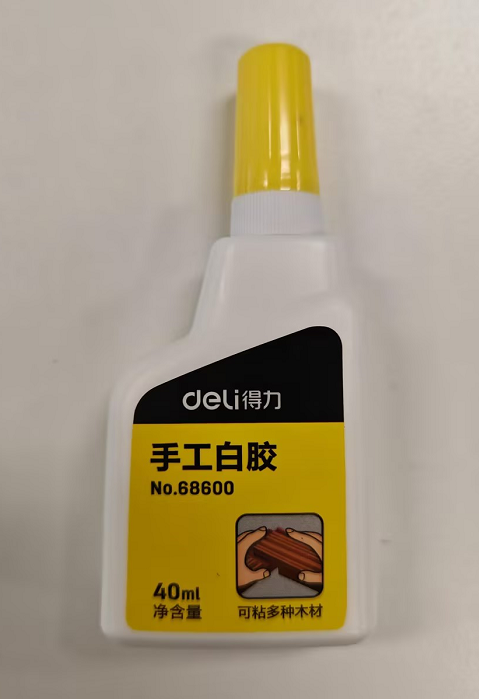 deli得力
手工白胶
No.68600
40ml
净含量
可粘多种木材